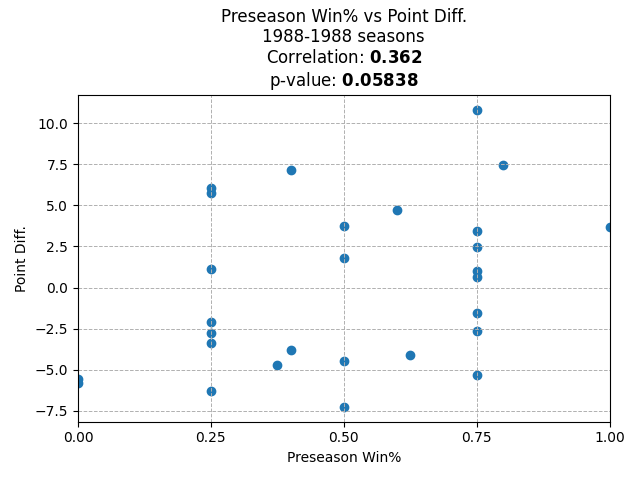 Preseason Win% vs Point Diff.
1988-1988 seasons
Correlation: 0.362
p-value: 0.05838
10.0
7.5
5.0
2.5
0.0
−2.5
−5.0
−7.5
Point Diff.
0.00 0.25 0.50 0.75 1.00
Preseason Win%